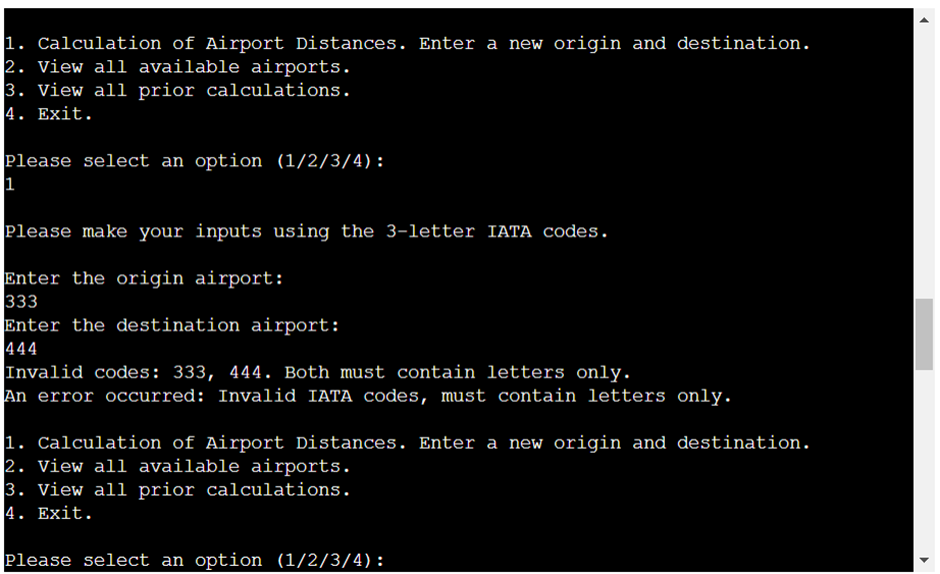 1. Calculation of Airport Distances. Enter a new origin and destination.
2. View all available airports.
3. View all prior calculations.
4. Exit.
Please select an option (1/2/3/4):
1
Please make your inputs using the 3-letter IATA codes.
Enter the origin airport:
333
Enter the destination airport:
444
Invalid codes: 333, 444. Both must contain letters only.
An error occurred: Invalid IATA codes, must contain letters only.
1. Calculation of Airport Distances. Enter a new origin and destination.
2. View all available airports.
3. View all prior calculations.
4. Exit.
Please select an option (1/2/3/4):